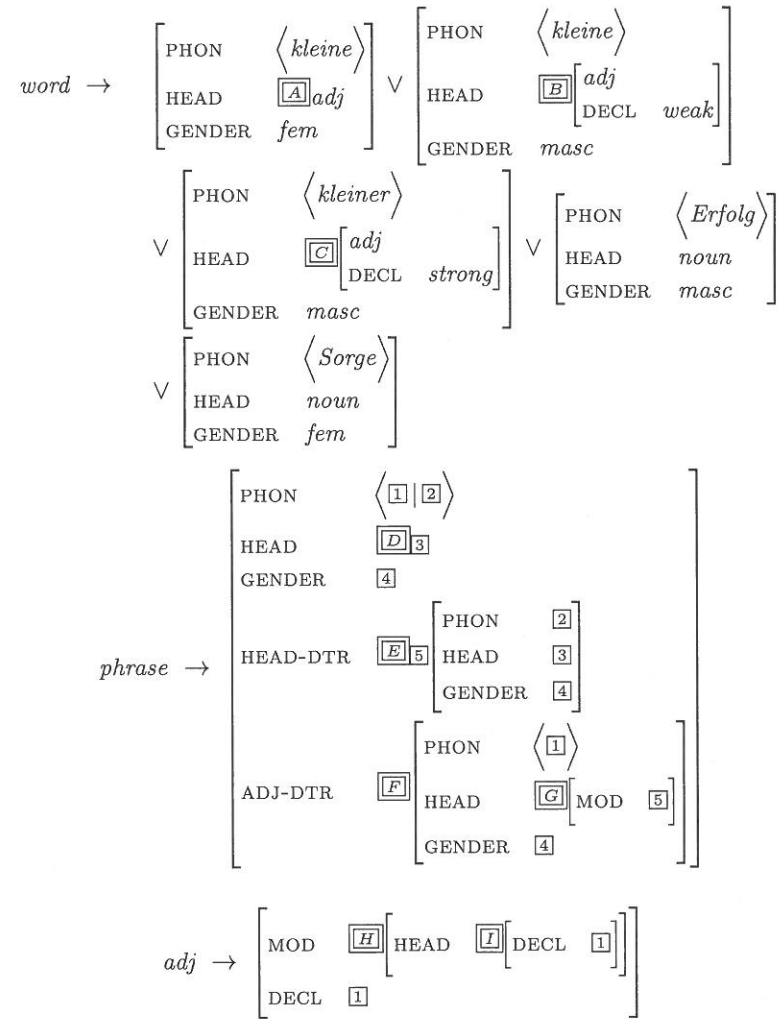 word → [PHON ⟨kleine⟩ HEAD A adj GENDER fem] ∨ [PHON ⟨kleine⟩ HEAD B [adj DECL weak] GENDER masc]
∨ [PHON ⟨kleiner⟩ HEAD C [adj DECL strong] GENDER masc] ∨ [PHON ⟨Erfolg⟩ HEAD noun GENDER masc]
∨ [PHON ⟨Sorge⟩ HEAD noun GENDER fem]
phrase → [PHON ⟨1 | 2⟩
HEAD D 3
GENDER 4
HEAD-DTR E 5 [PHON 2 HEAD 3 GENDER 4]
ADJ-DTR F [PHON ⟨1⟩ HEAD G [MOD 5] GENDER 4]]
adj → [MOD H [HEAD I [DECL 1]]
DECL 1]